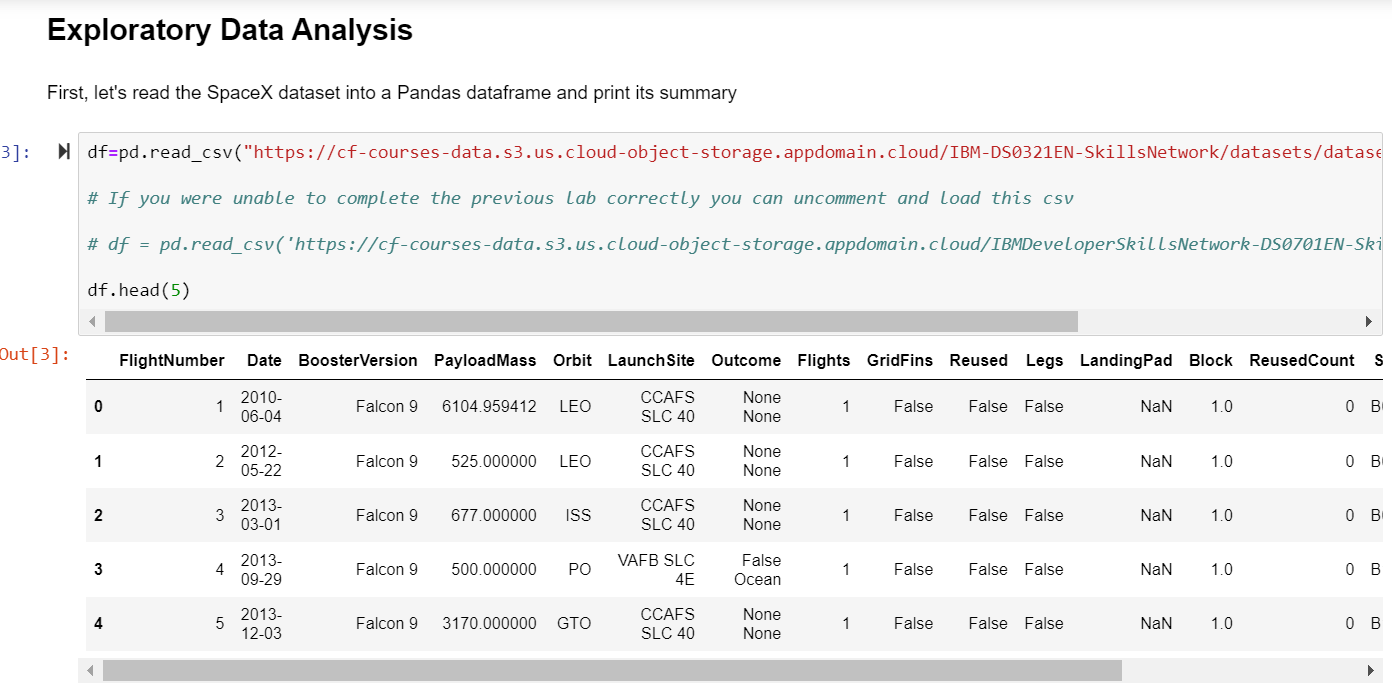 Exploratory Data Analysis
First, let's read the SpaceX dataset into a Pandas dataframe and print its summary
3]:
df=pd.read_csv("https://cf-courses-data.s3.us.cloud-object-storage.appdomain.cloud/IBM-DS0321EN-SkillsNetwork/datasets/datase
# If you were unable to complete the previous lab correctly you can uncomment and load this csv
# df = pd.read_csv('https://cf-courses-data.s3.us.cloud-object-storage.appdomain.cloud/IBMDeveloperSkillsNetwork-DS0701EN-Ski
df.head(5)
Out[3]:
FlightNumber Date BoosterVersion PayloadMass Orbit LaunchSite Outcome Flights GridFins Reused Legs LandingPad Block ReusedCount S
0 1 2010-06-04 Falcon 9 6104.959412 LEO CCAFS SLC 40 None None 1 False False False NaN 1.0 0 B
1 2 2012-05-22 Falcon 9 525.000000 LEO CCAFS SLC 40 None None 1 False False False NaN 1.0 0 B
2 3 2013-03-01 Falcon 9 677.000000 ISS CCAFS SLC 40 None None 1 False False False NaN 1.0 0 B
3 4 2013-09-29 Falcon 9 500.000000 PO VAFB SLC 4E False Ocean 1 False False False NaN 1.0 0 B
4 5 2013-12-03 Falcon 9 3170.000000 GTO CCAFS SLC 40 None None 1 False False False NaN 1.0 0 B